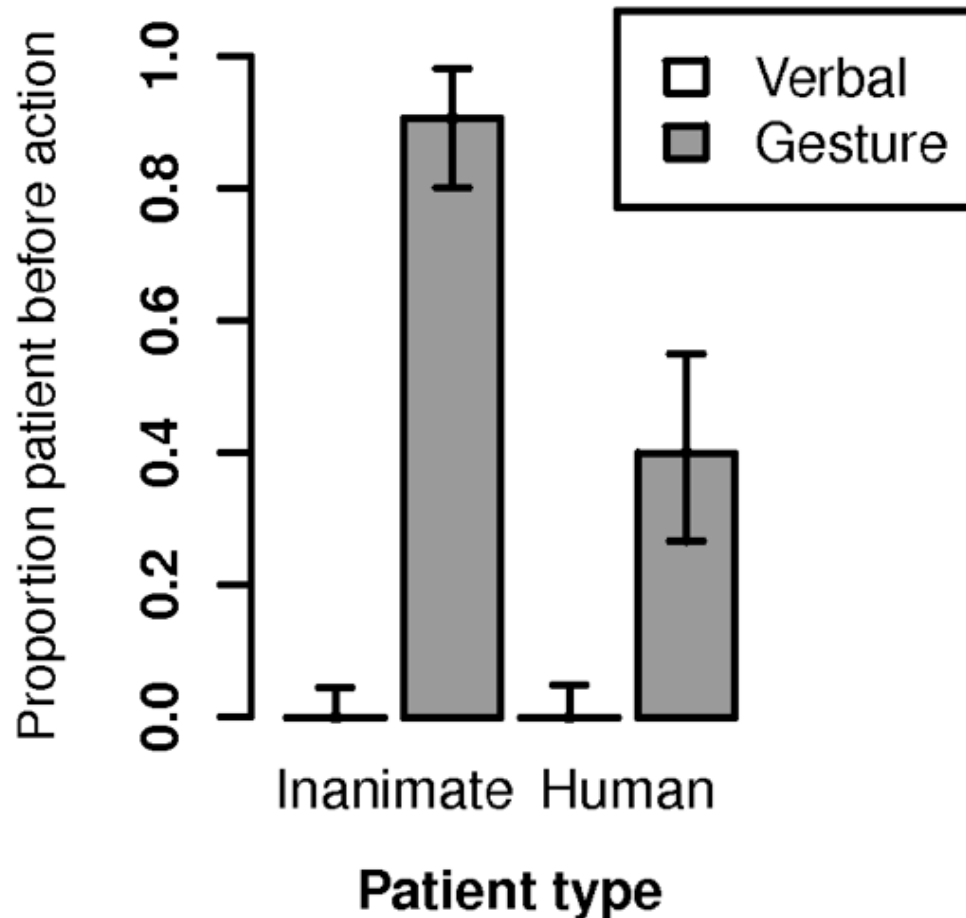 Proportion patient before action
1.0
0.8
0.6
0.4
0.2
0.0
Verbal
Gesture
Inanimate Human
Patient type